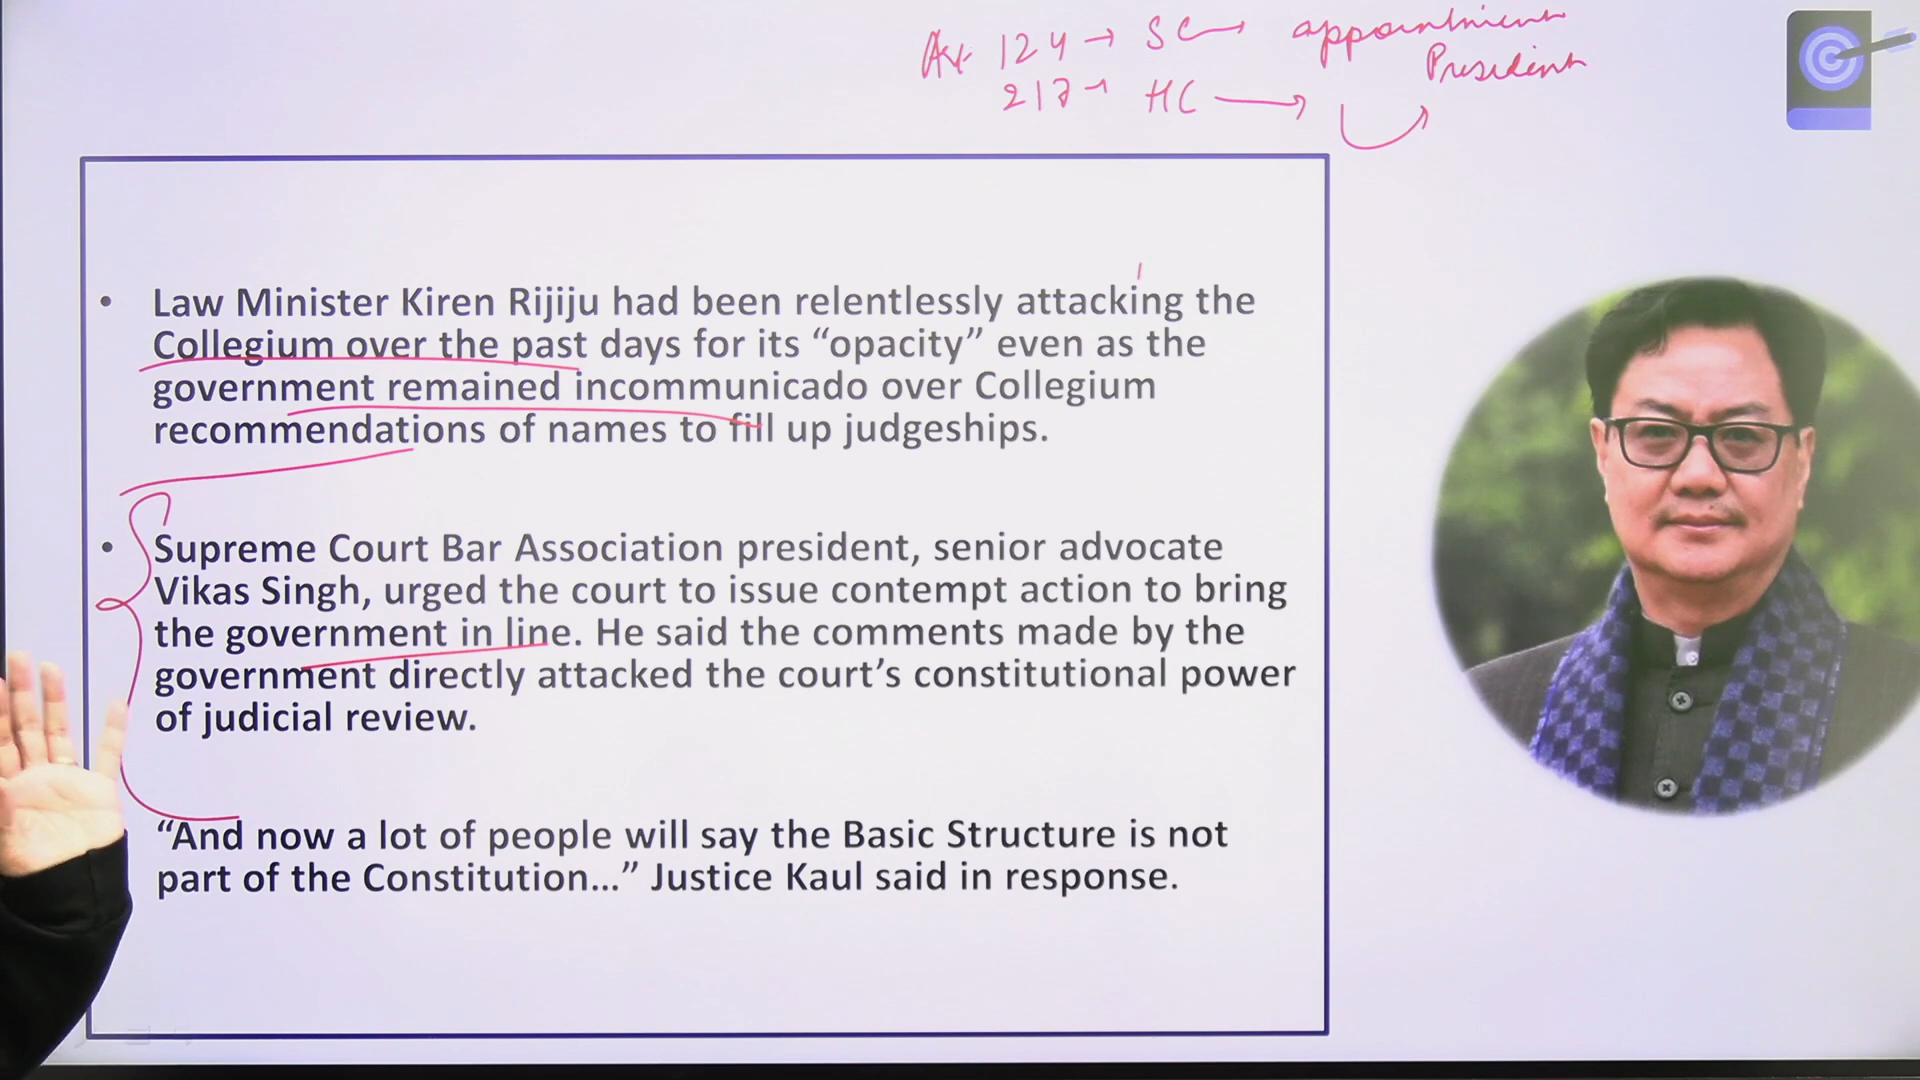 Art 124 → SC → appointment
President
217 → HC →
• Law Minister Kiren Rijiju had been relentlessly attacking the
Collegium over the past days for its “opacity” even as the
government remained incommunicado over Collegium
recommendations of names to fill up judgeships.
• Supreme Court Bar Association president, senior advocate
Vikas Singh, urged the court to issue contempt action to bring
the government in line. He said the comments made by the
government directly attacked the court’s constitutional power
of judicial review.
“And now a lot of people will say the Basic Structure is not
part of the Constitution...” Justice Kaul said in response.